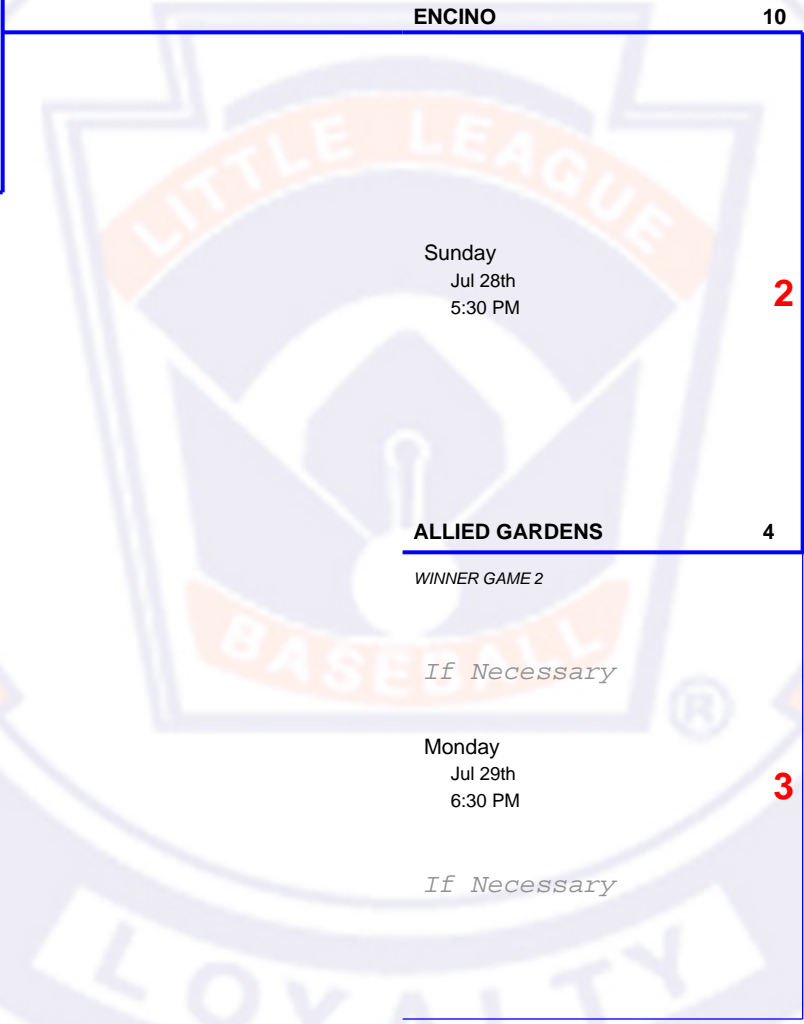 ENCINO 10
LITTLE LEAGUE
Sunday
Jul 28th
5:30 PM
2
ALLIED GARDENS 4
WINNER GAME 2
BASEBALL
If Necessary
®
Monday
Jul 29th
6:30 PM
3
If Necessary
LOYALTY